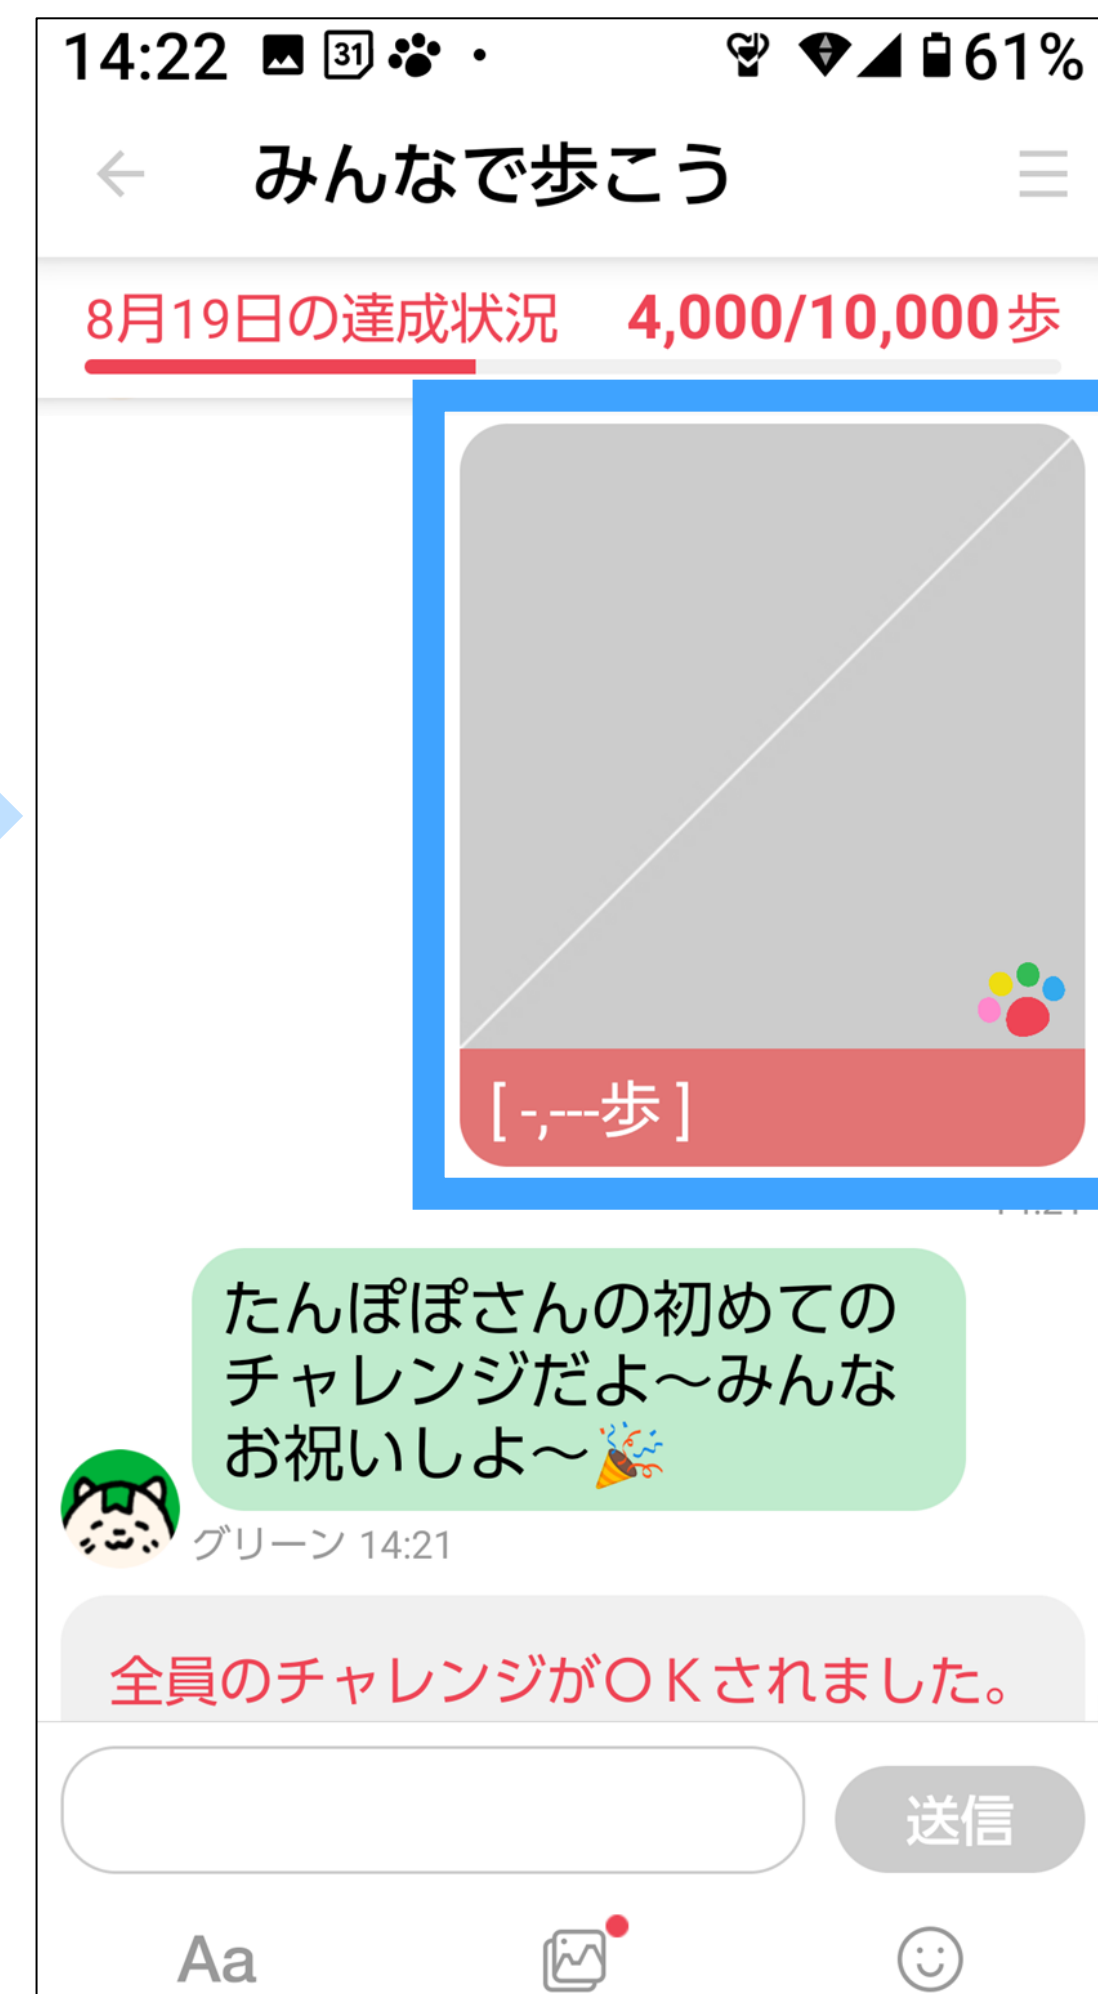 14:22 31 61%
みんなで歩こう
8月19日の達成状況 4,000/10,000歩
[ -,---歩 ]
たんぽぽさんの初めての
チャレンジだよ〜みんな
お祝いしよ〜🎉
グリーン 14:21
全員のチャレンジがＯＫされました。
送信
Aa